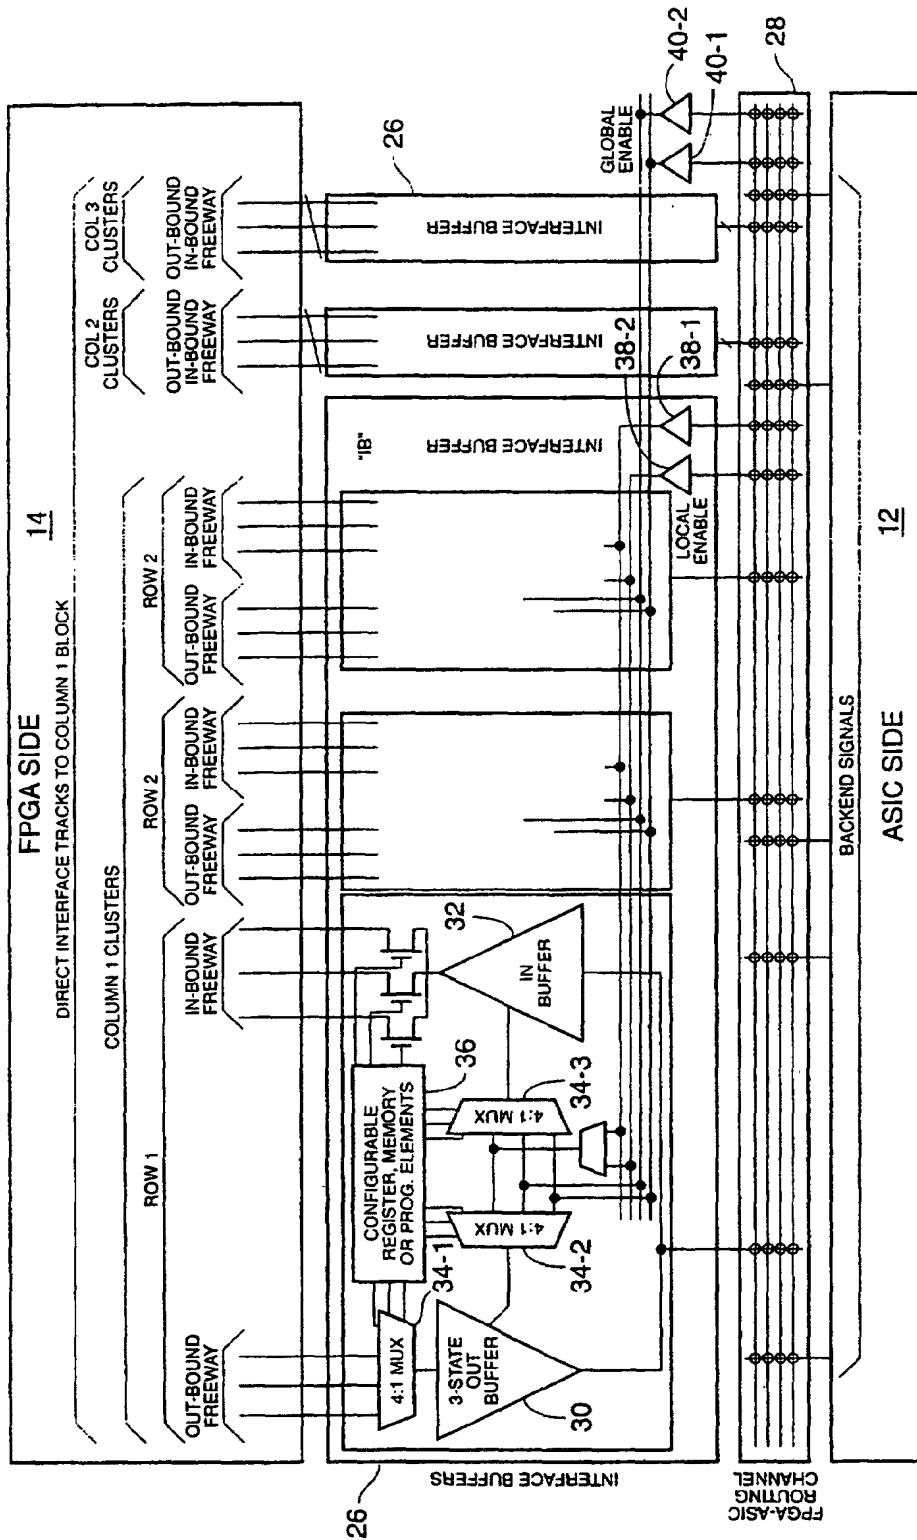 FPGA SIDE
14
DIRECT INTERFACE TRACKS TO COLUMN 1 BLOCK
COLUMN 1 CLUSTERS
COL 2
CLUSTERS
COL 3
CLUSTERS
ROW 1
ROW 2
ROW 2
OUT-BOUND
FREEWAY
IN-BOUND
FREEWAY
OUT-BOUND
FREEWAY
IN-BOUND
FREEWAY
OUT-BOUND
FREEWAY
IN-BOUND
FREEWAY
OUT-BOUND
IN-BOUND
FREEWAY
OUT-BOUND
IN-BOUND
FREEWAY
26
INTERFACE BUFFERS
4:1 MUX
34-1
3-STATE
OUT
BUFFER
30
CONFIGURABLE
REGISTER, MEMORY
OR PROG. ELEMENTS
36
4:1 MUX
34-2
4:1 MUX
34-3
IN
BUFFER
32
"IB"
INTERFACE BUFFER
LOCAL
ENABLE
38-2
38-1
INTERFACE BUFFER
INTERFACE BUFFER
26
GLOBAL
ENABLE
40-2
40-1
28
FPGA-ASIC
ROUTING
CHANNEL
BACKEND SIGNALS
ASIC SIDE
12